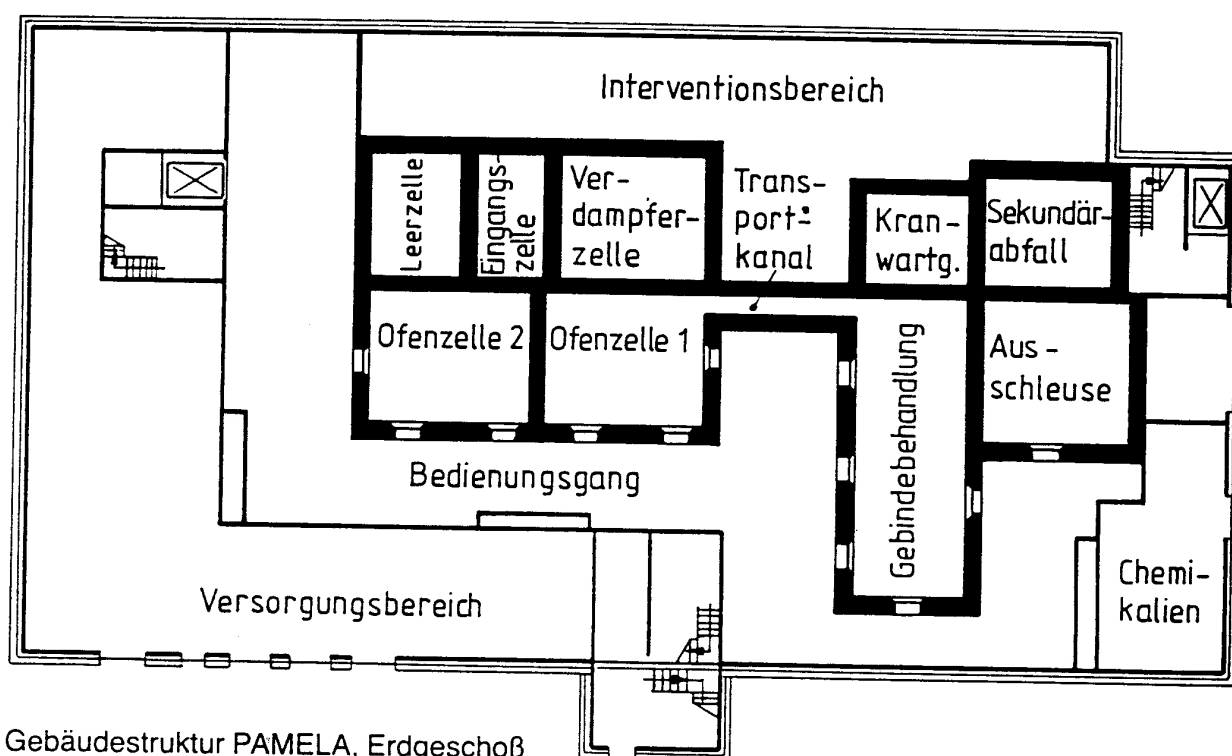 Interventionsbereich
Leerzelle
Eingangs-
zelle
Ver-
dampfer-
zelle
Trans-
port-
kanal
Kran-
wartg.
Sekundär-
abfall
Ofenzelle 2
Ofenzelle 1
Gebindebehandlung
Aus-
schleuse
Bedienungsgang
Versorgungsbereich
Chemi-
kalien
Gebäudestruktur PAMELA, Erdgeschoß